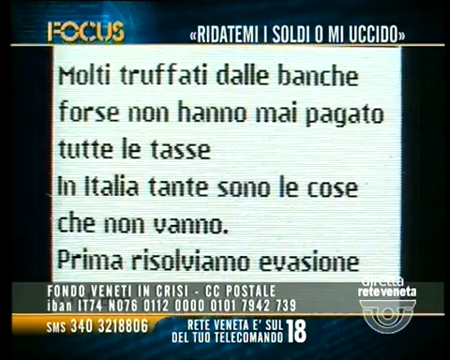 FOCUS
«RIDATEMI I SOLDI O MI UCCIDO»
Molti truffati dalle banche
forse non hanno mai pagato
tutte le tasse
In Italia tante sono le cose
che non vanno.
Prima risolviamo evasione
diretta
reteveneta
FONDO VENETI IN CRISI - CC POSTALE
iban IT74 N076 0112 0000 0101 7942 739
SMS 340 3218806
RETE VENETA E' SUL
DEL TUO TELECOMANDO 18